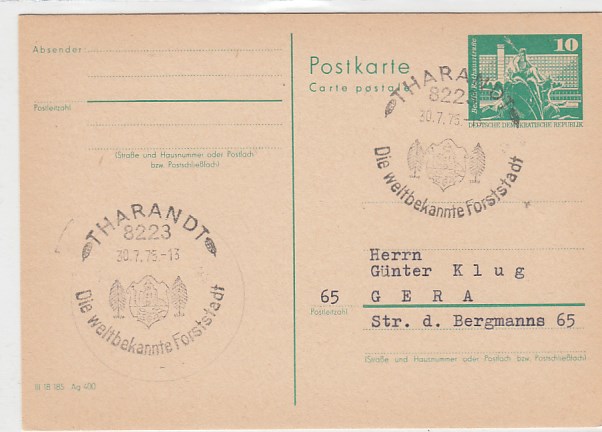 Absender:
Postleitzahl
(Straße und Hausnummer oder Postfach
bzw. Postschließfach)
Postkarte
Carte postale
10
Berlin, Rathausstraße
DEUTSCHE DEMOKRATISCHE REPUBLIK
THARANDT
8223
30.7.75.-
Die weltbekannte Forststadt
THARANDT
8223
30.7.75.-13
Die weltbekannte Forststadt
Herrn
Günter Klug
65 GERA
Postleitzahl
Str. d. Bergmanns 65
(Straße und Hausnummer oder Postfach bzw. Postschließfach)
III 18 185 Ag 400